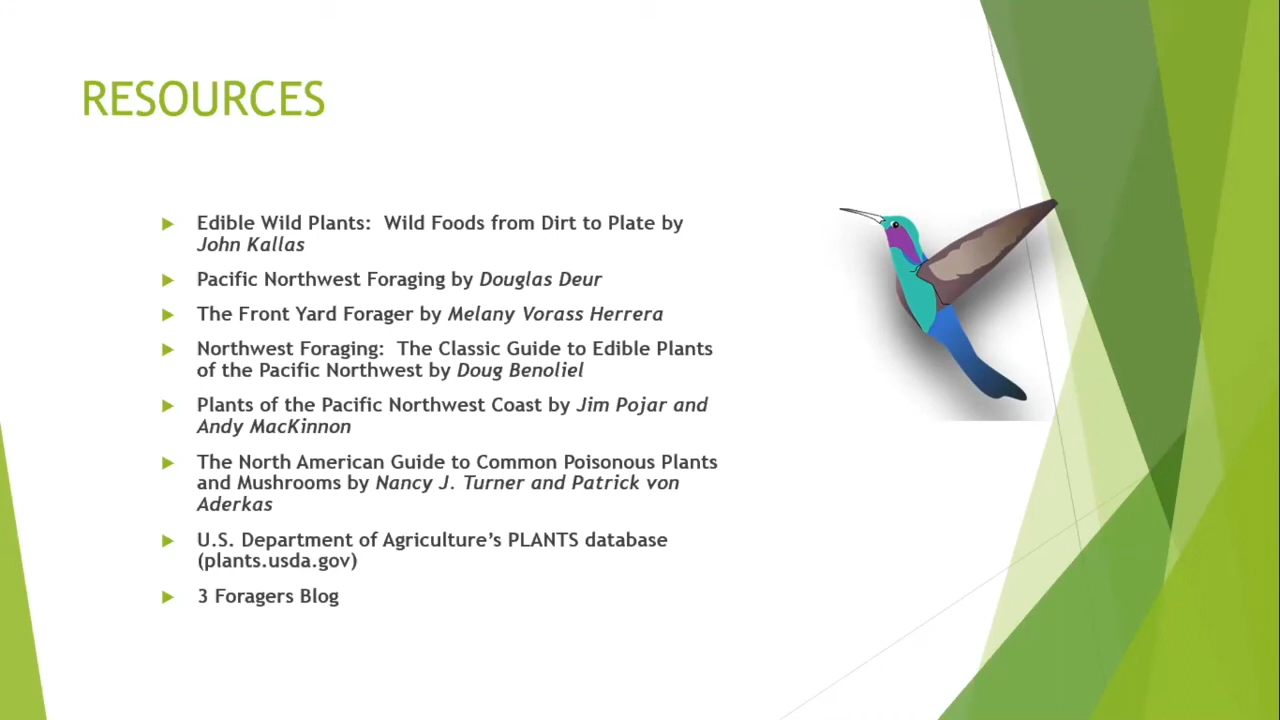 RESOURCES
Edible Wild Plants:  Wild Foods from Dirt to Plate by
John Kallas
Pacific Northwest Foraging by Douglas Deur
The Front Yard Forager by Melany Vorass Herrera
Northwest Foraging:  The Classic Guide to Edible Plants
of the Pacific Northwest by Doug Benoliel
Plants of the Pacific Northwest Coast by Jim Pojar and
Andy MacKinnon
The North American Guide to Common Poisonous Plants
and Mushrooms by Nancy J. Turner and Patrick von
Aderkas
U.S. Department of Agriculture’s PLANTS database
(plants.usda.gov)
3 Foragers Blog